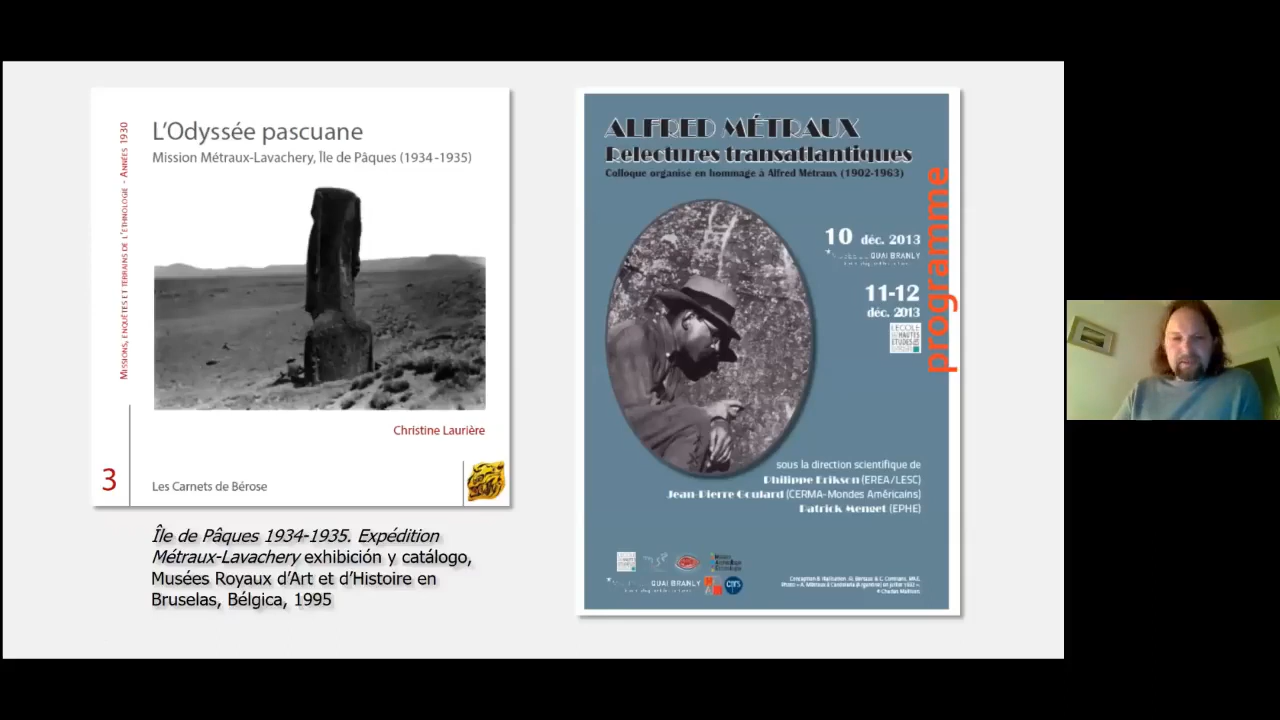 L'Odyssée pascuane
Mission Métraux-Lavachery, Île de Pâques (1934-1935)
Missions, enquêtes et terrains de l'ethnologie - Années 1930
Christine Laurière
3
Les Carnets de Bérose
Île de Pâques 1934-1935. Expédition
Métraux-Lavachery exhibición y catálogo,
Musées Royaux d'Art et d'Histoire en
Bruselas, Bélgica, 1995
ALFRED MÉTRAUX
Relectures transatlantiques
Colloque organise en hommage à Alfred Métraux (1902-1963)
programme
10 déc. 2013
QUAI BRANLY
11-12
déc. 2013
L'ECOLE
HAUTES
ETUDES
sous la direction scientifique de
Philippe Erikson (EREA/LESC)
Jean-Pierre Goulard (CERMA-Mondes Américains)
Patrick Menget (EPHE)
QUAI BRANLY
cnrs